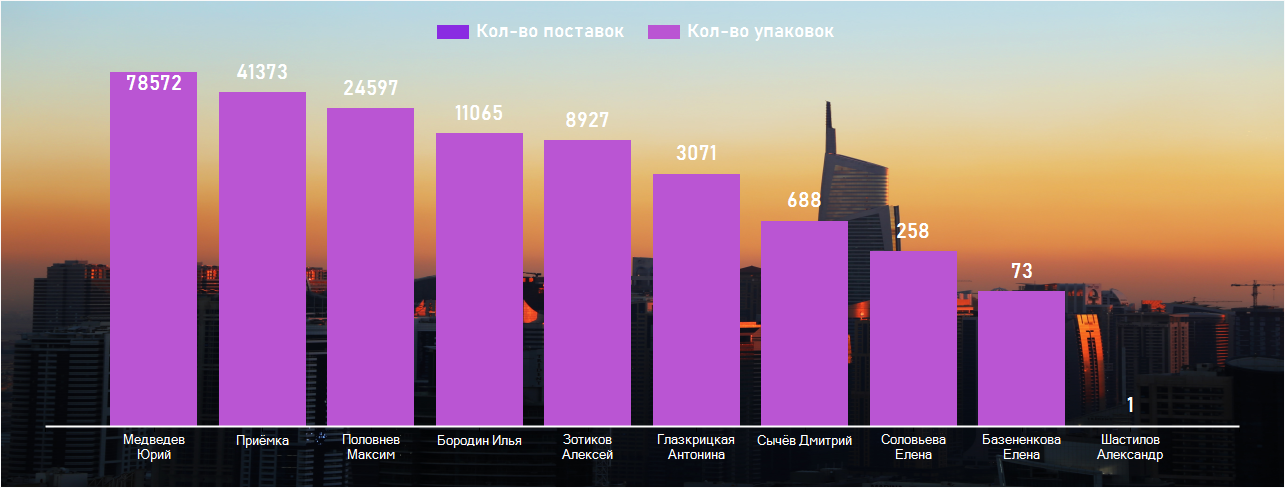 Кол-во поставок Кол-во упаковок
78572 41373 24597 11065 8927 3071 688 258 73 1
Медведев Юрий
Приёмка
Половнев Максим
Бородин Илья
Зотиков Алексей
Глазкрицкая Антонина
Сычёв Дмитрий
Соловьева Елена
Базененкова Елена
Шастилов Александр